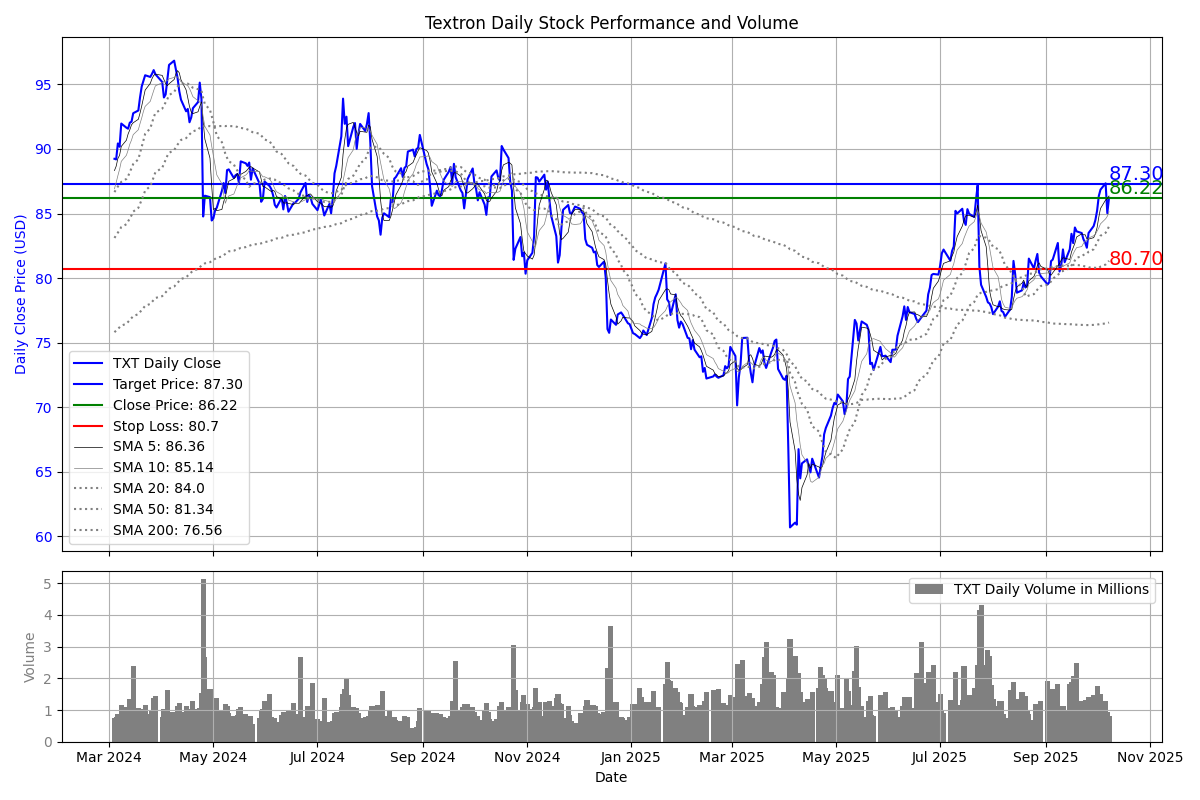 Textron Daily Stock Performance and Volume
Daily Close Price (USD)
95
90
85
80
75
70
65
60
87.30
86.22
80.70
TXT Daily Close
Target Price: 87.30
Close Price: 86.22
Stop Loss: 80.7
SMA 5: 86.36
SMA 10: 85.14
SMA 20: 84.0
SMA 50: 81.34
SMA 200: 76.56
Volume
5
4
3
2
1
0
TXT Daily Volume in Millions
Mar 2024 May 2024 Jul 2024 Sep 2024 Nov 2024 Jan 2025 Mar 2025 May 2025 Jul 2025 Sep 2025 Nov 2025
Date